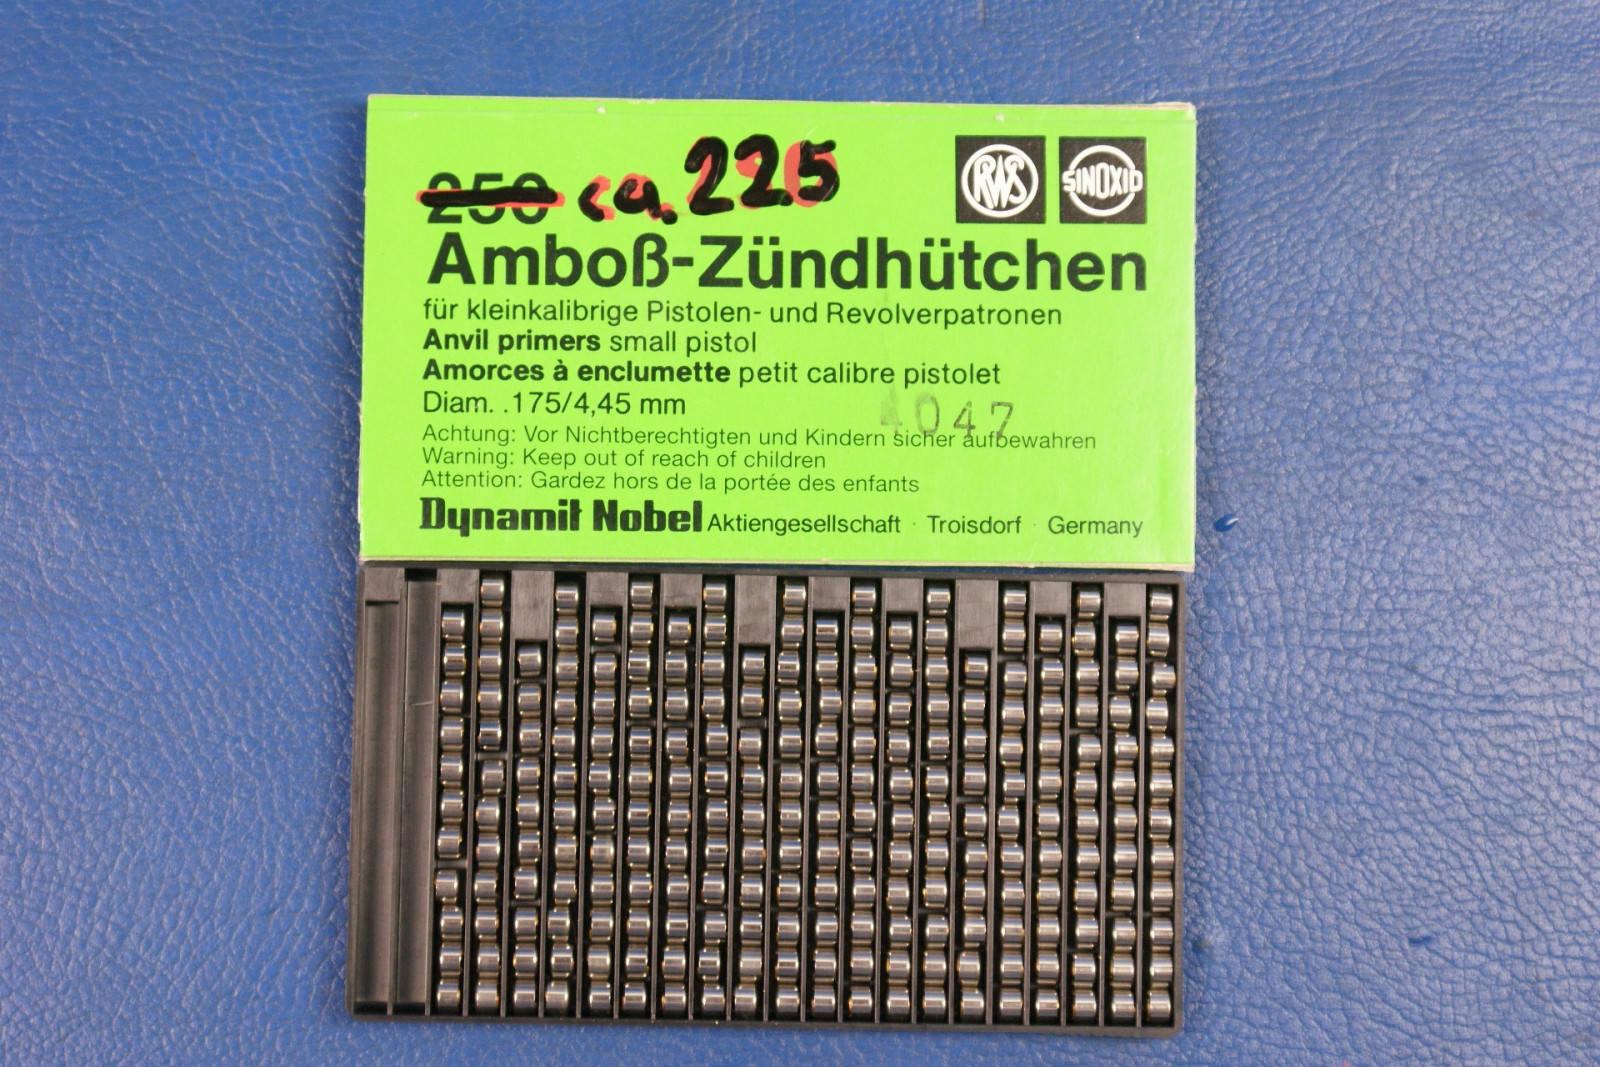 250 ca. 225
RWS SINOXID
Amboß-Zündhütchen
für kleinkalibrige Pistolen- und Revolverpatronen
Anvil primers small pistol
Amorces à enclumette petit calibre pistolet
Diam. .175/4,45 mm
4047
Achtung: Vor Nichtberechtigten und Kindern sicher aufbewahren
Warning: Keep out of reach of children
Attention: Gardez hors de la portée des enfants
Dynamit Nobel Aktiengesellschaft · Troisdorf · Germany